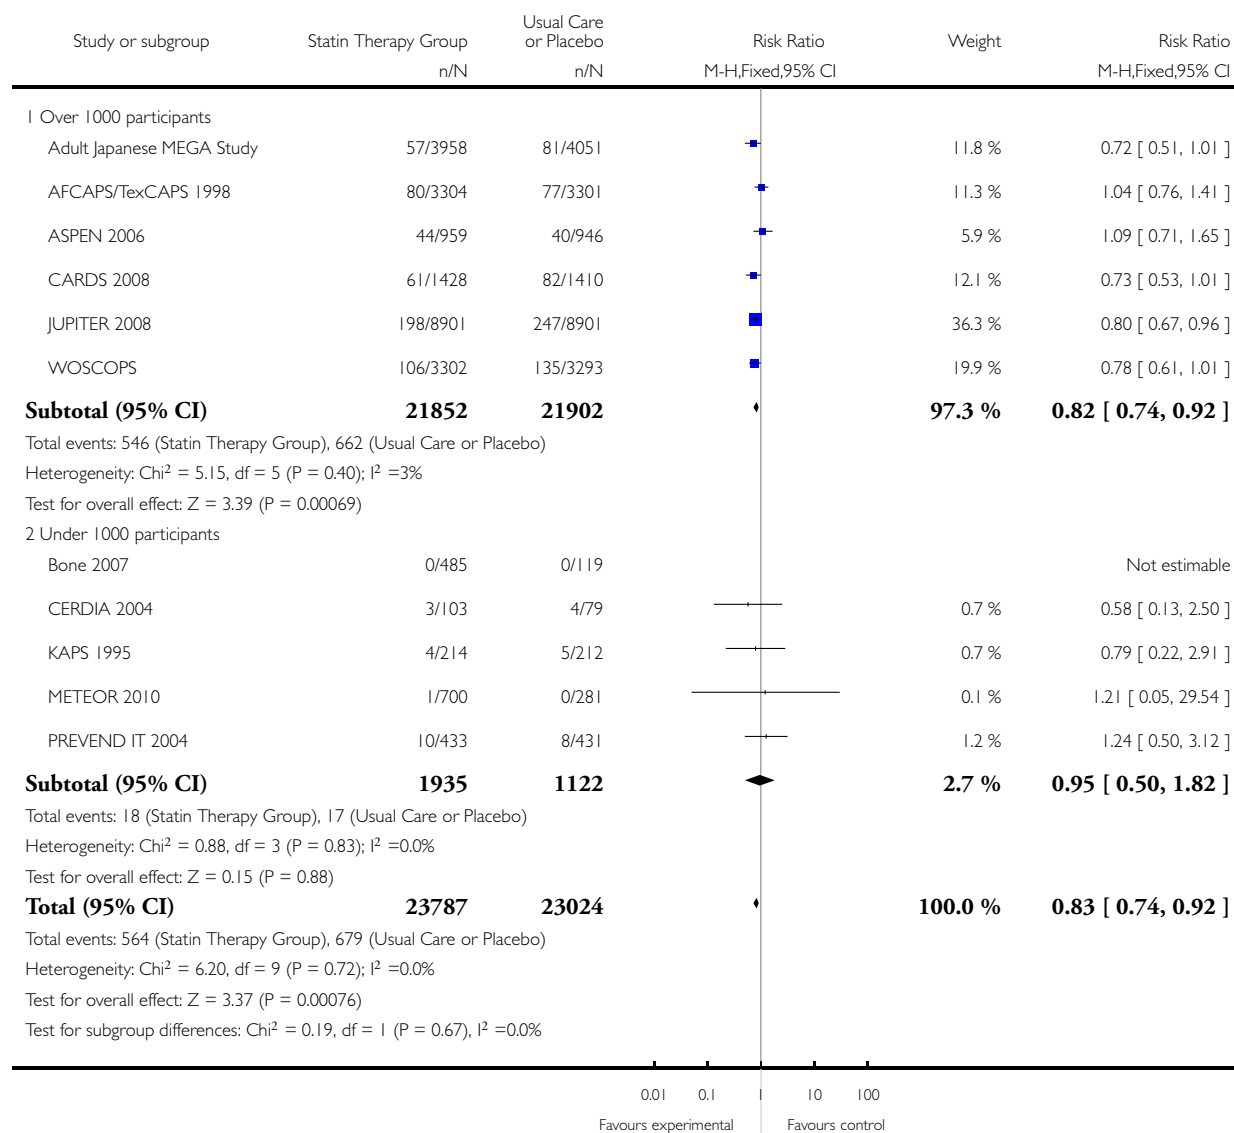 Study or subgroup Statin Therapy Group Usual Care or Placebo Risk Ratio Weight Risk Ratio
n/N n/N M-H,Fixed,95% CI M-H,Fixed,95% CI
1 Over 1000 participants
Adult Japanese MEGA Study 57/3958 81/4051 11.8 % 0.72 [ 0.51, 1.01 ]
AFCAPS/TexCAPS 1998 80/3304 77/3301 11.3 % 1.04 [ 0.76, 1.41 ]
ASPEN 2006 44/959 40/946 5.9 % 1.09 [ 0.71, 1.65 ]
CARDS 2008 61/1428 82/1410 12.1 % 0.73 [ 0.53, 1.01 ]
JUPITER 2008 198/8901 247/8901 36.3 % 0.80 [ 0.67, 0.96 ]
WOSCOPS 106/3302 135/3293 19.9 % 0.78 [ 0.61, 1.01 ]
Subtotal (95% CI) 21852 21902 97.3 % 0.82 [ 0.74, 0.92 ]
Total events: 546 (Statin Therapy Group), 662 (Usual Care or Placebo)
Heterogeneity: Chi² = 5.15, df = 5 (P = 0.40); I² =3%
Test for overall effect: Z = 3.39 (P = 0.00069)
2 Under 1000 participants
Bone 2007 0/485 0/119 Not estimable
CERDIA 2004 3/103 4/79 0.7 % 0.58 [ 0.13, 2.50 ]
KAPS 1995 4/214 5/212 0.7 % 0.79 [ 0.22, 2.91 ]
METEOR 2010 1/700 0/281 0.1 % 1.21 [ 0.05, 29.54 ]
PREVEND IT 2004 10/433 8/431 1.2 % 1.24 [ 0.50, 3.12 ]
Subtotal (95% CI) 1935 1122 2.7 % 0.95 [ 0.50, 1.82 ]
Total events: 18 (Statin Therapy Group), 17 (Usual Care or Placebo)
Heterogeneity: Chi² = 0.88, df = 3 (P = 0.83); I² =0.0%
Test for overall effect: Z = 0.15 (P = 0.88)
Total (95% CI) 23787 23024 100.0 % 0.83 [ 0.74, 0.92 ]
Total events: 564 (Statin Therapy Group), 679 (Usual Care or Placebo)
Heterogeneity: Chi² = 6.20, df = 9 (P = 0.72); I² =0.0%
Test for overall effect: Z = 3.37 (P = 0.00076)
Test for subgroup differences: Chi² = 0.19, df = 1 (P = 0.67), I² =0.0%
0.01 0.1 1 10 100
Favours experimental Favours control